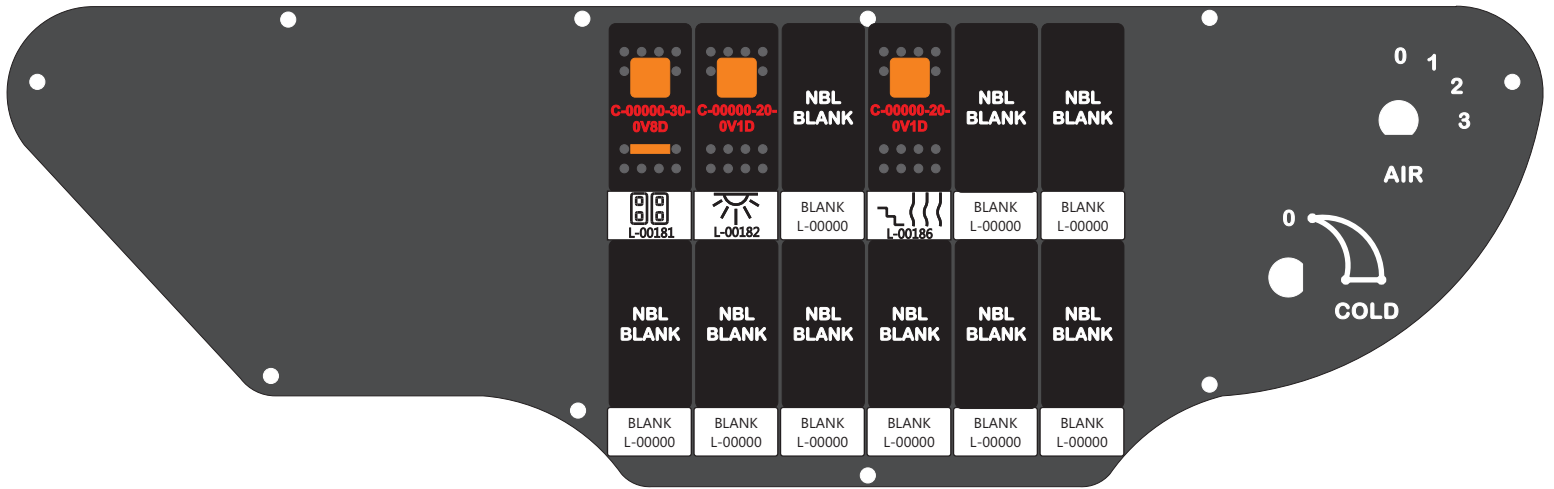 0
1
2
3
AIR
0
COLD
C-00000-30-
0V8D
C-00000-20-
0V1D
NBL
BLANK
C-00000-20-
0V1D
NBL
BLANK
NBL
BLANK
L-00181
L-00182
BLANK
L-00000
L-00186
BLANK
L-00000
BLANK
L-00000
NBL
BLANK
NBL
BLANK
NBL
BLANK
NBL
BLANK
NBL
BLANK
NBL
BLANK
BLANK
L-00000
BLANK
L-00000
BLANK
L-00000
BLANK
L-00000
BLANK
L-00000
BLANK
L-00000